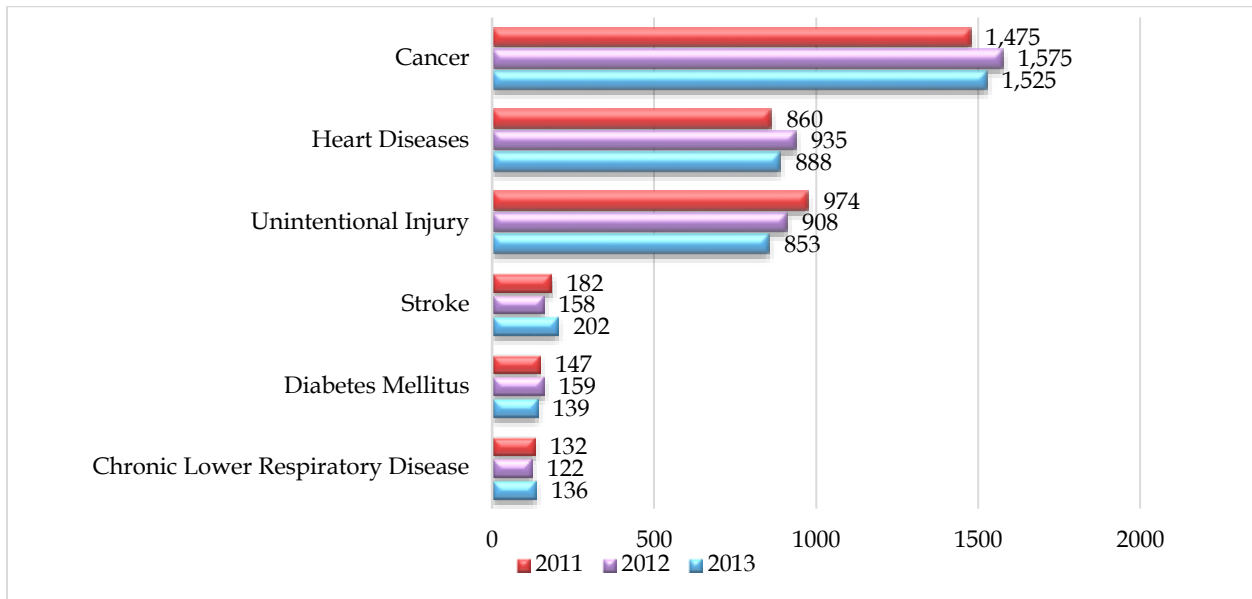 Cancer
1,475
1,575
1,525
Heart Diseases
860
935
888
Unintentional Injury
974
908
853
Stroke
182
158
202
Diabetes Mellitus
147
159
139
Chronic Lower Respiratory Disease
132
122
136
0 500 1000 1500 2000
2011 2012 2013